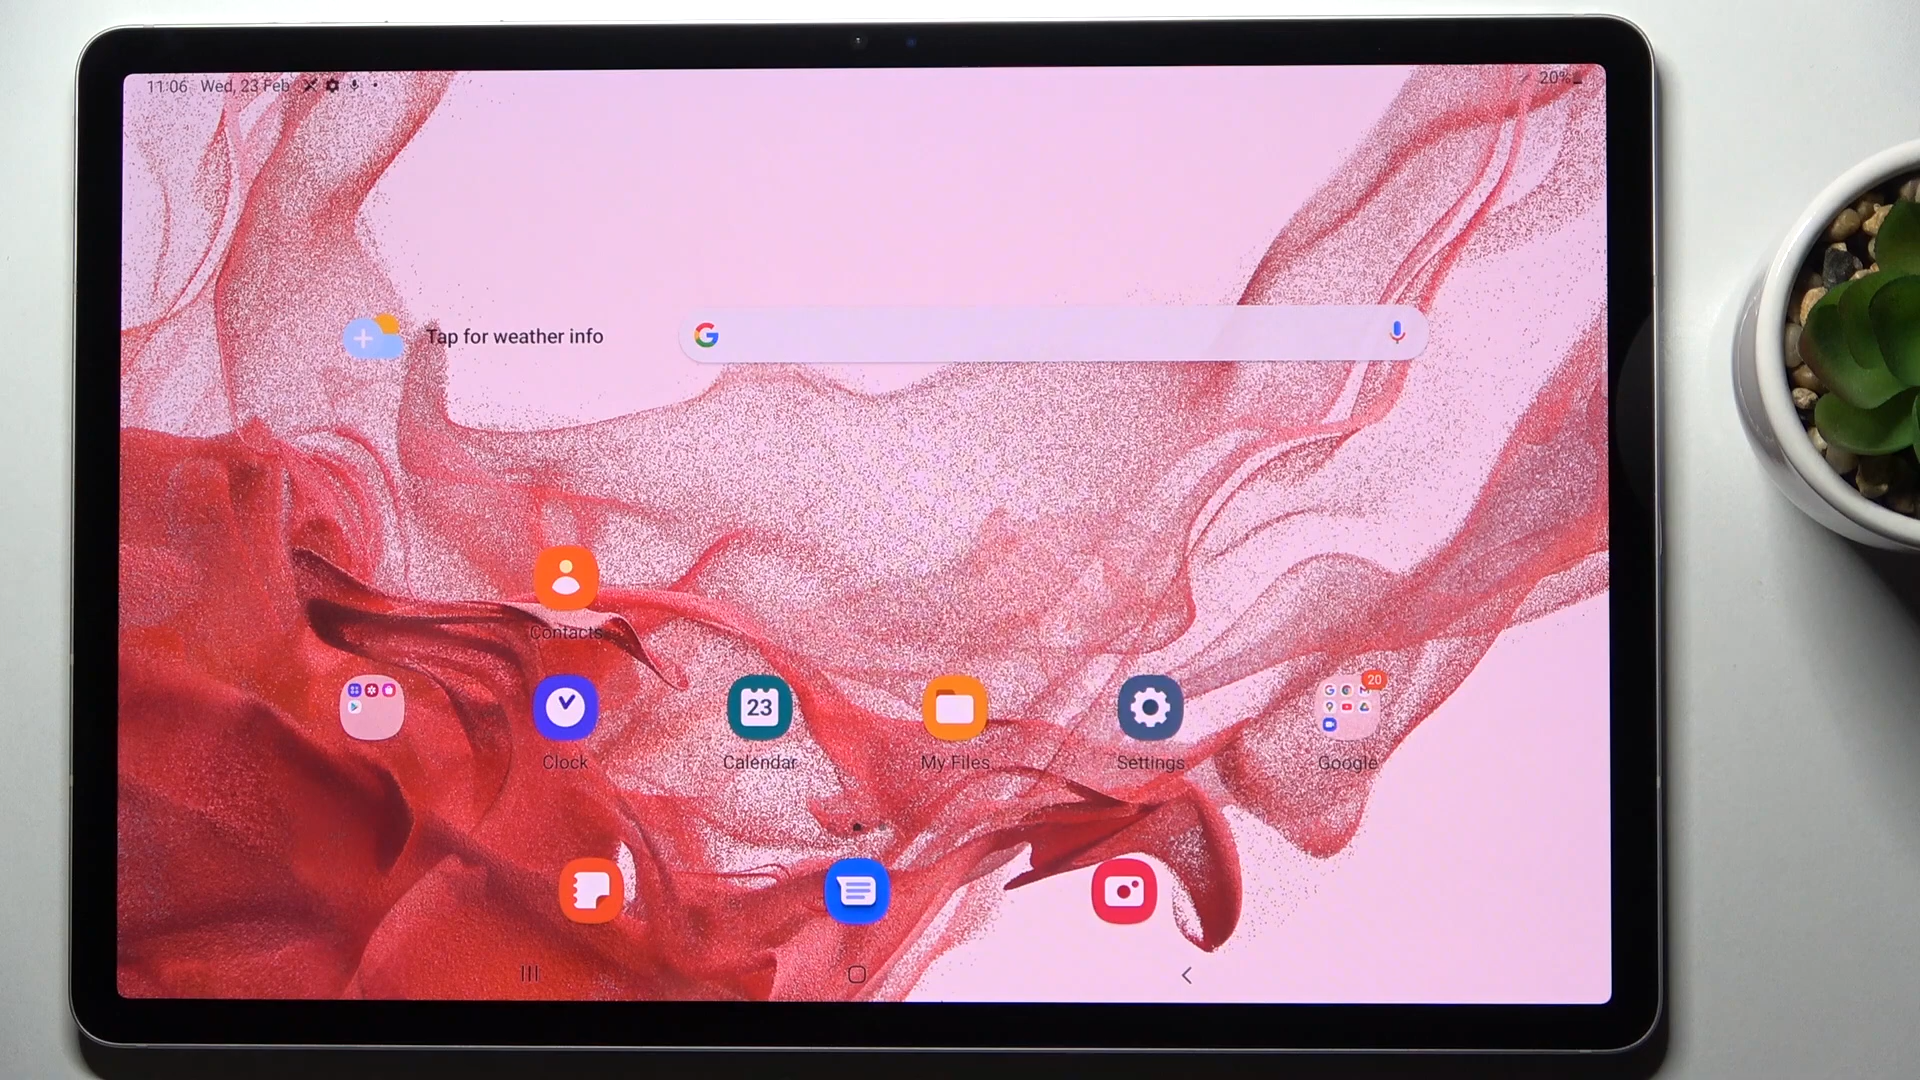 11:06 Wed, 23 Feb
20%
Tap for weather info
G
Contacts
20
23
Clock
Calendar
My Files
Settings
Google